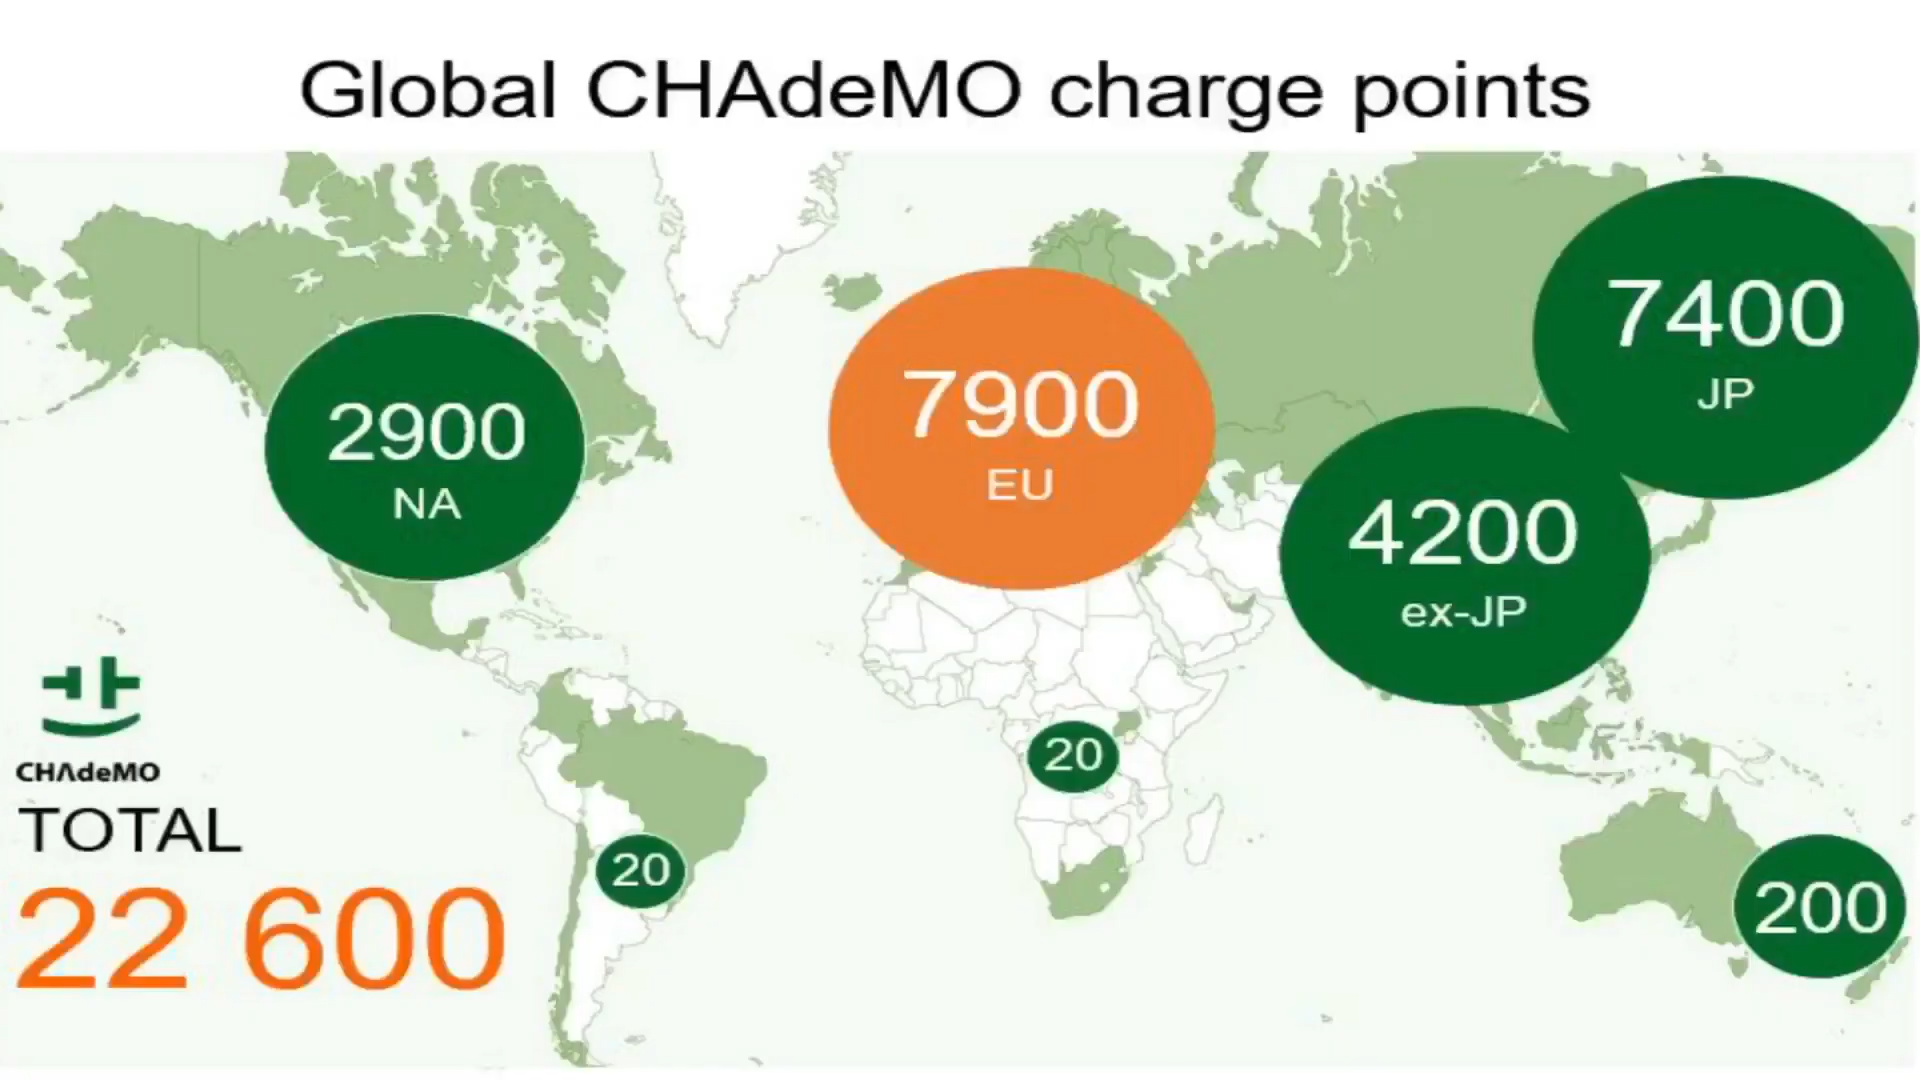 Global CHAdeMO charge points
7400
JP
7900
EU
2900
NA
4200
ex-JP
20
20
200
CHAdeMO
TOTAL
22 600